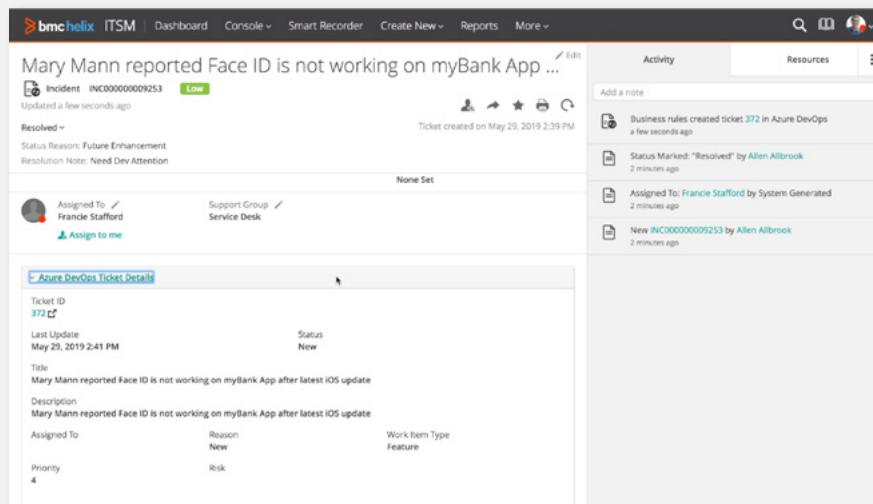 bmchelix ITSM Dashboard Console Smart Recorder Create New Reports More
Mary Mann reported Face ID is not working on myBank App ...
Edit
Incident INC000000009253 Low
Updated a few seconds ago
Resolved
Ticket created on May 29, 2019 2:39 PM
Status Reason: Future Enhancement
Resolution Note: Need Dev Attention
None Set
Assigned To
Francie Stafford
Assign to me
Support Group
Service Desk
Azure DevOps Ticket Details
Ticket ID
372
Last Update
May 29, 2019 2:41 PM
Status
New
Title
Mary Mann reported Face ID is not working on myBank App after latest iOS update
Description
Mary Mann reported Face ID is not working on myBank App after latest iOS update
Assigned To
Reason
New
Work Item Type
Feature
Priority
4
Risk
Activity
Resources
Add a note
Business rules created ticket 372 in Azure DevOps
a few seconds ago
Status Marked: "Resolved" by Allen Allbrook
2 minutes ago
Assigned To: Francie Stafford by System Generated
2 minutes ago
New INC000000009253 by Allen Allbrook
2 minutes ago